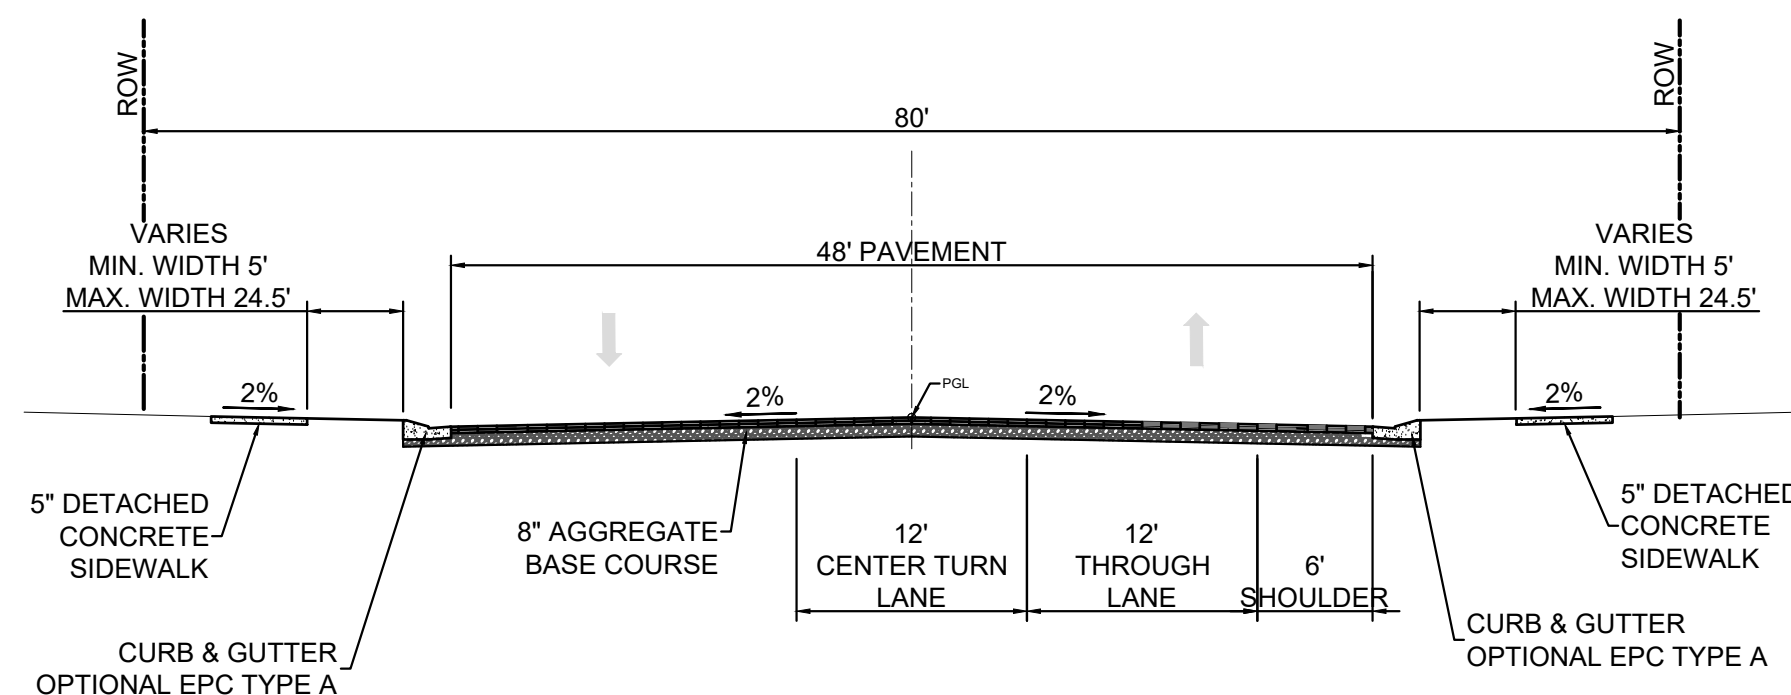 ROW
ROW
80'
VARIES
MIN. WIDTH 5'
MAX. WIDTH 24.5'
48' PAVEMENT
VARIES
MIN. WIDTH 5'
MAX. WIDTH 24.5'
2%
2%
PGL
2%
2%
5" DETACHED
CONCRETE
SIDEWALK
8" AGGREGATE
BASE COURSE
12'
CENTER TURN
LANE
12'
THROUGH
LANE
6'
SHOULDER
5" DETACHED
CONCRETE
SIDEWALK
CURB & GUTTER
OPTIONAL EPC TYPE A
CURB & GUTTER
OPTIONAL EPC TYPE A